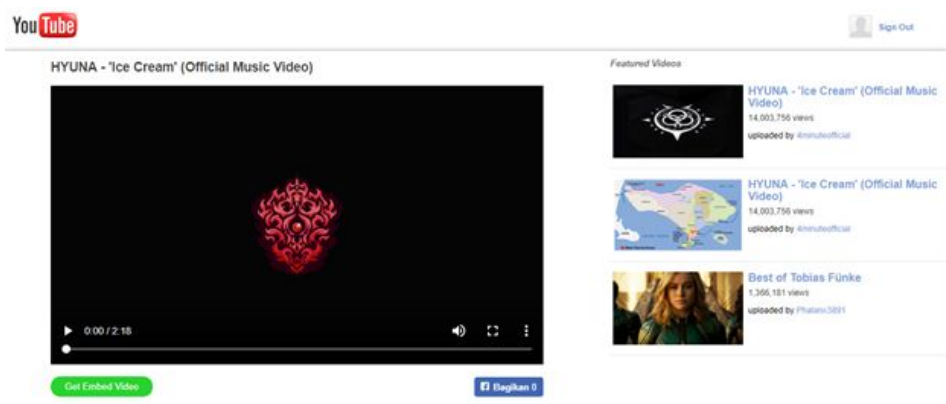 YouTube
Sign Out
HYUNA - 'Ice Cream' (Official Music Video)
0:00 / 2:18
Get Embed Video
Bagikan 0
Featured Videos
HYUNA - 'Ice Cream' (Official Music
Video)
14,003,756 views
uploaded by 4minuteofficial
HYUNA - 'Ice Cream' (Official Music
Video)
14,003,756 views
uploaded by 4minuteofficial
Best of Tobias Fünke
1,366,181 views
uploaded by